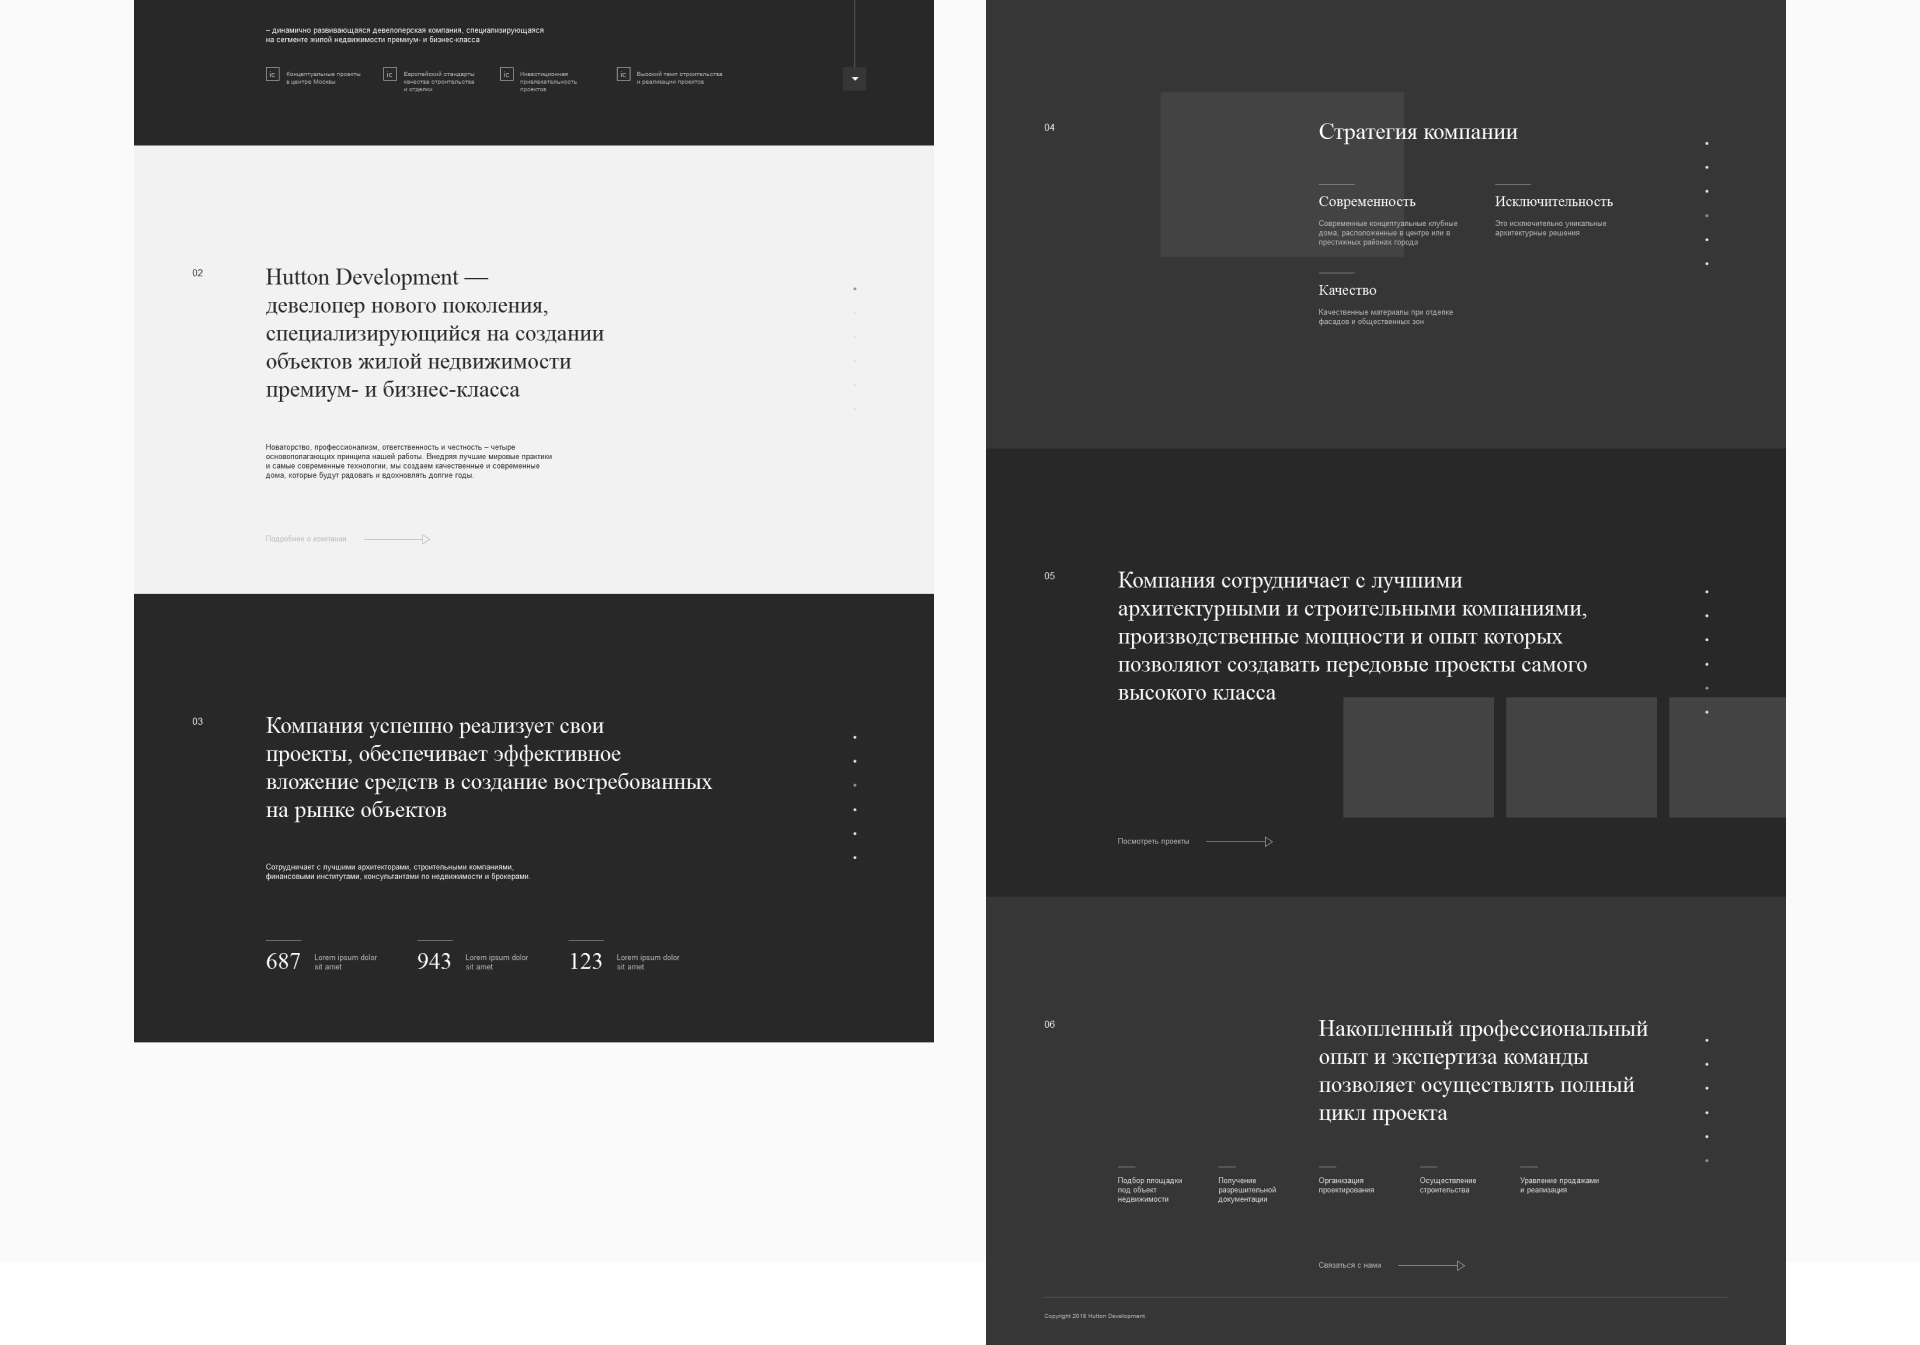 – динамично развивающаяся девелоперская компания, специализирующаяся
на сегменте жилой недвижимости премиум- и бизнес-класса
ic
Концептуальные проекты
в центре Москвы
ic
Европейский стандарты
качества строительства
и отделки
ic
Инвестиционная
привлекательность
проектов
ic
Высокий темп строительства
и реализации проектов
02
Hutton Development —
девелопер нового поколения,
специализирующийся на создании
объектов жилой недвижимости
премиум- и бизнес-класса
Новаторство, профессионализм, ответственность и честность – четыре
основополагающих принципа нашей работы. Внедряя лучшие мировые практики
и самые современные технологии, мы создаем качественные и современные
дома, которые будут радовать и вдохновлять долгие годы.
Подробнее о компании
03
Компания успешно реализует свои
проекты, обеспечивает эффективное
вложение средств в создание востребованных
на рынке объектов
Сотрудничает с лучшими архитекторами, строительными компаниями,
финансовыми институтами, консультантами по недвижимости и брокерами.
687
Lorem ipsum dolor
sit amet
943
Lorem ipsum dolor
sit amet
123
Lorem ipsum dolor
sit amet
04
Стратегия компании
Современность
Современные концептуальные клубные
дома, расположенные в центре или в
престижных районах города
Исключительность
Это исключительно уникальные
архитектурные решения
Качество
Качественные материалы при отделке
фасадов и общественных зон
05
Компания сотрудничает с лучшими
архитектурными и строительными компаниями,
производственные мощности и опыт которых
позволяют создавать передовые проекты самого
высокого класса
Посмотреть проекты
06
Накопленный профессиональный
опыт и экспертиза команды
позволяет осуществлять полный
цикл проекта
Подбор площадки
под объект
недвижимости
Получение
разрешительной
документации
Организация
проектирования
Осуществление
строительства
Уравление продажами
и реализация
Связаться с нами
Copyright 2018 Hutton Development